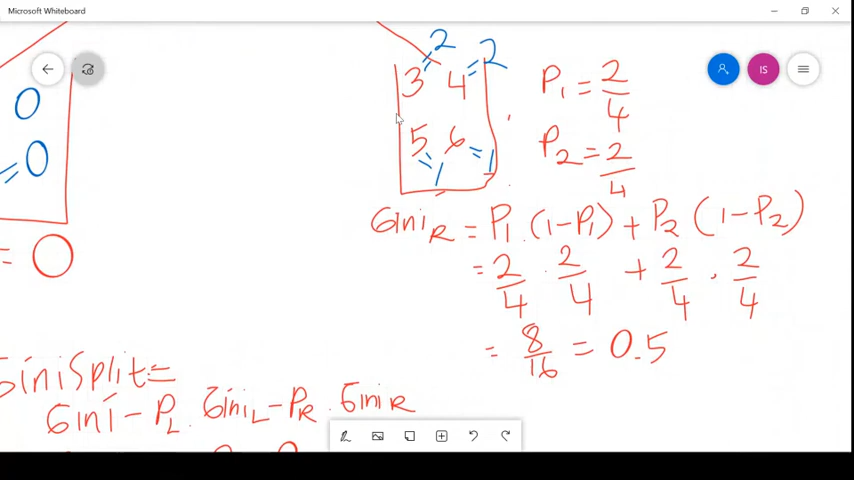 Microsoft Whiteboard
3 = 2 4 = 2
5 = 1 6 = 1
0
= 0
= 0
P1 = 2/4
P2 = 2/4
IS
GiniR = P1 . (1-P1) + P2 (1-P2)
= 2/4 . 2/4 + 2/4 . 2/4
= 8/16 = 0.5
GiniSplit =
Gini - PL . GiniL - PR . GiniR